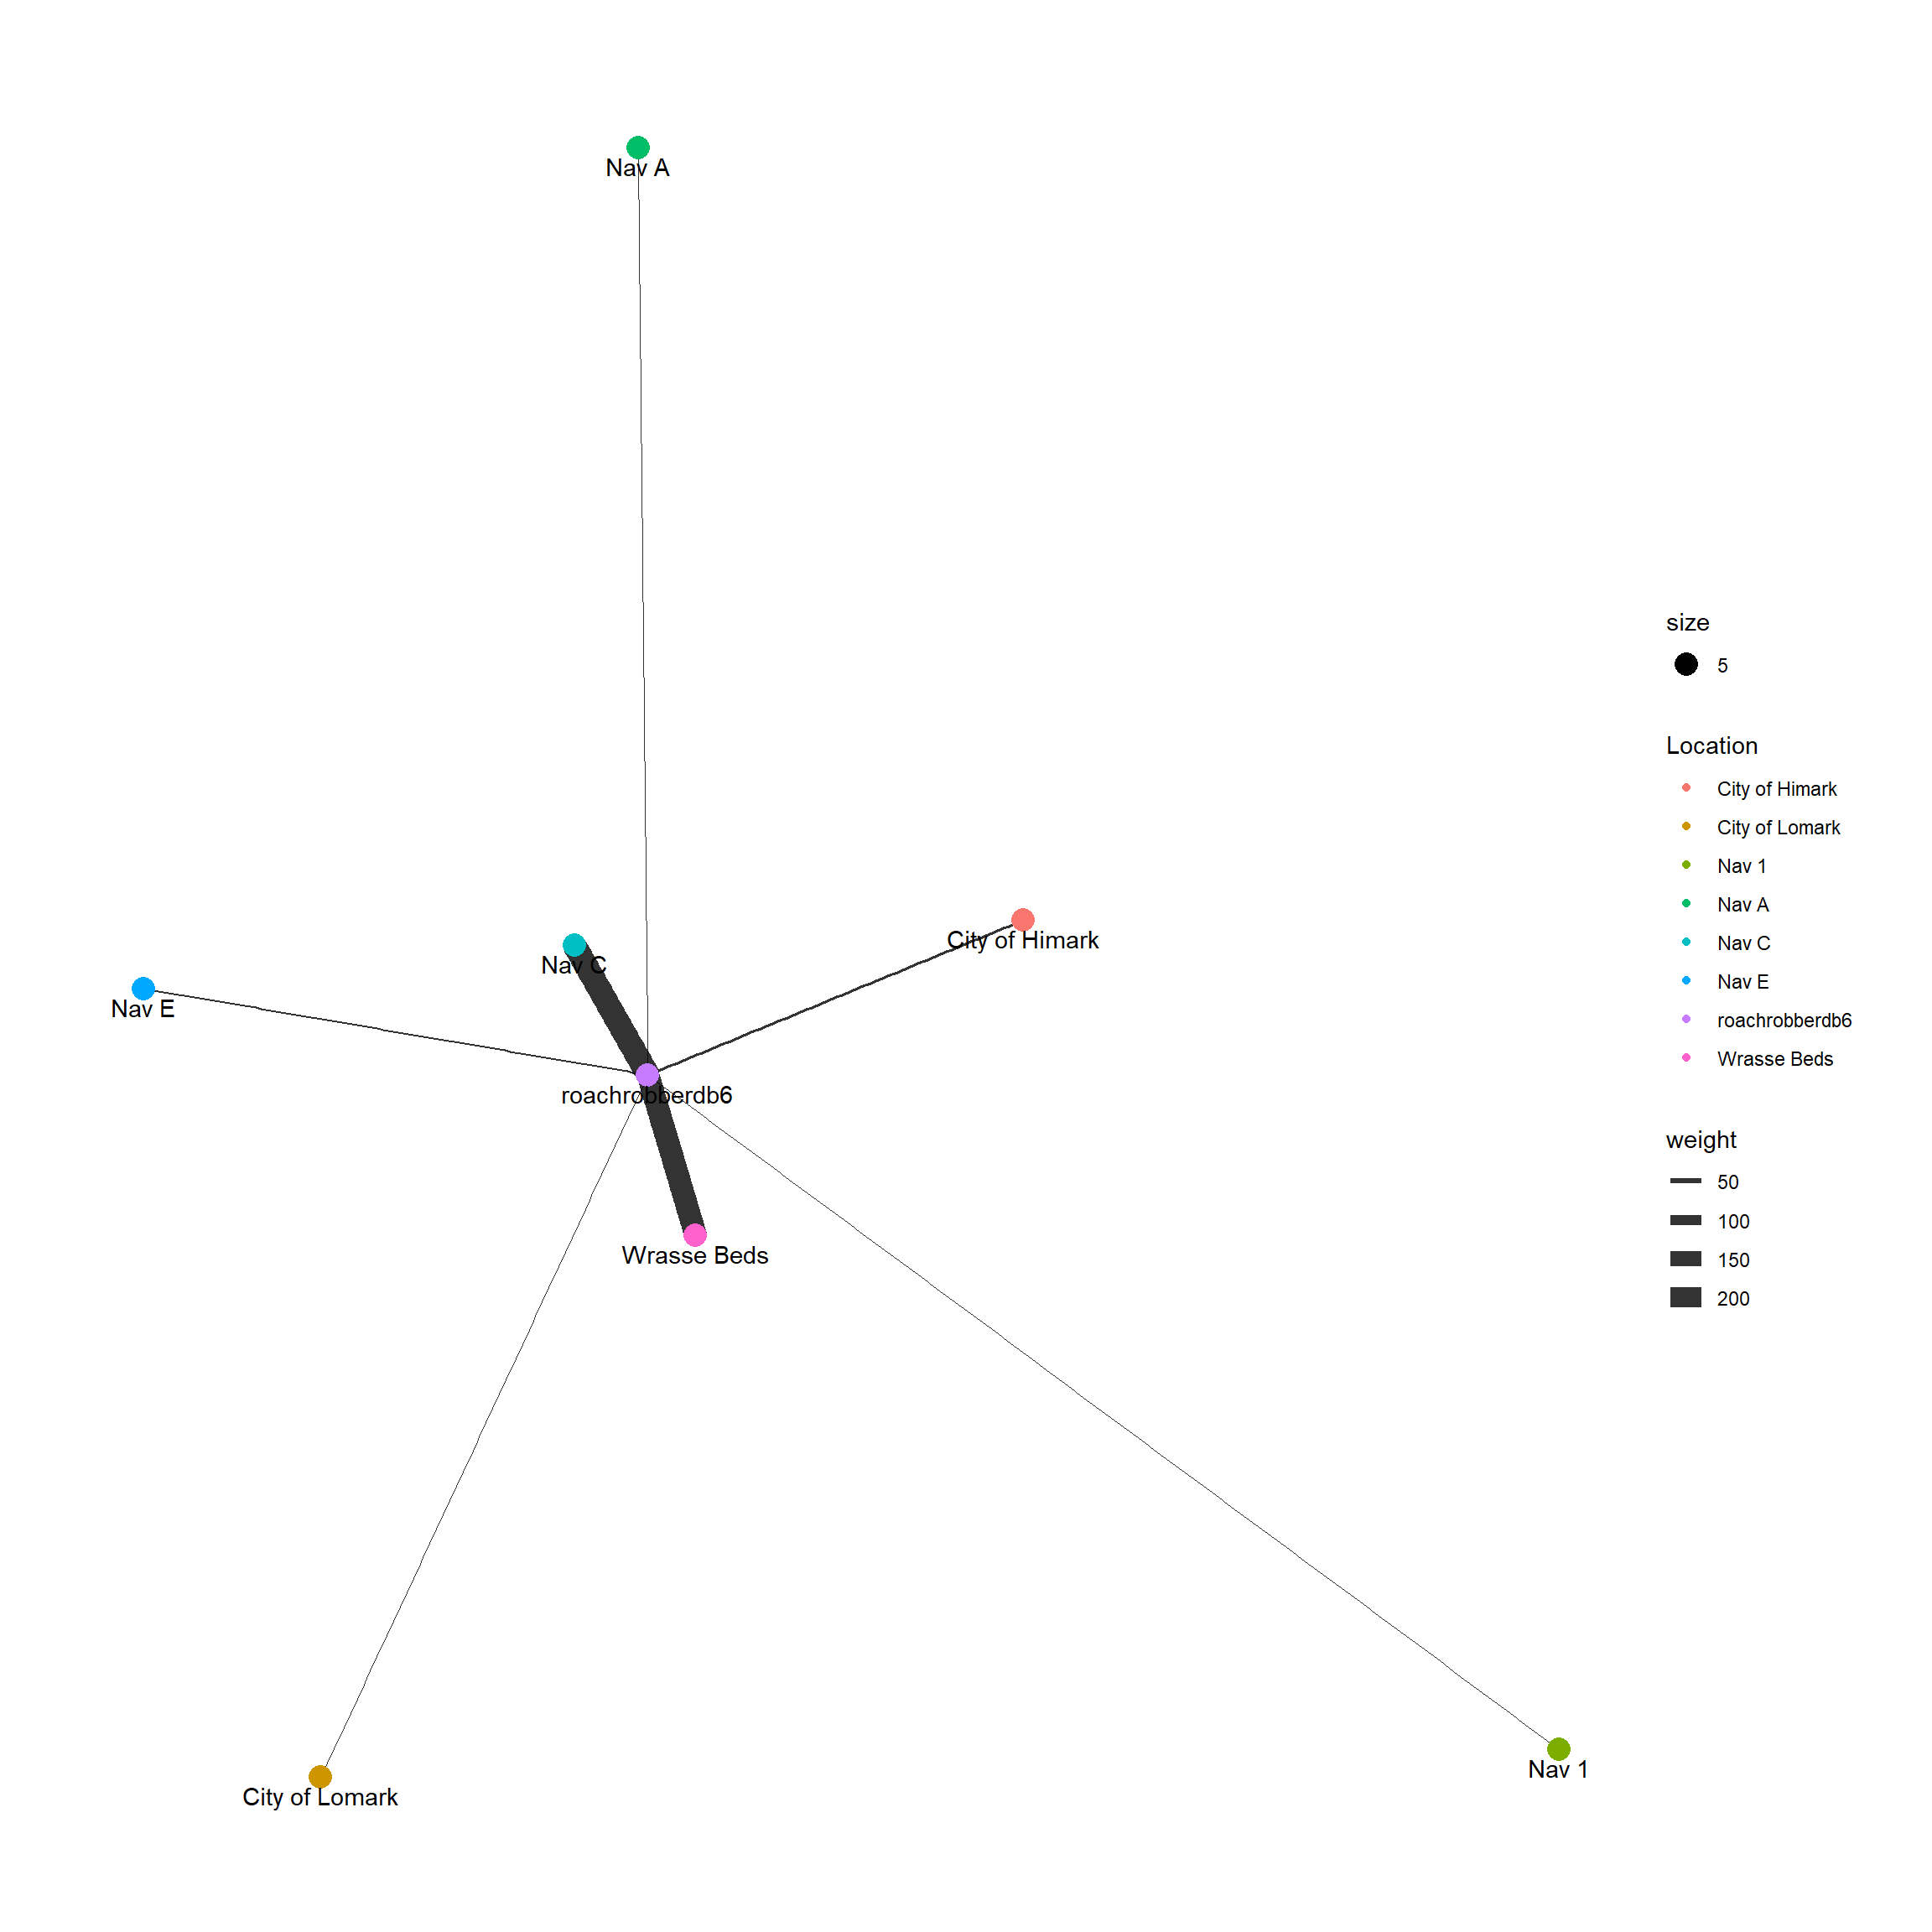 Nav A
City of Himark
Nav C
Nav E
roachrobberdb6
Wrasse Beds
Nav 1
City of Lomark
size
5
Location
City of Himark
City of Lomark
Nav 1
Nav A
Nav C
Nav E
roachrobberdb6
Wrasse Beds
weight
50
100
150
200